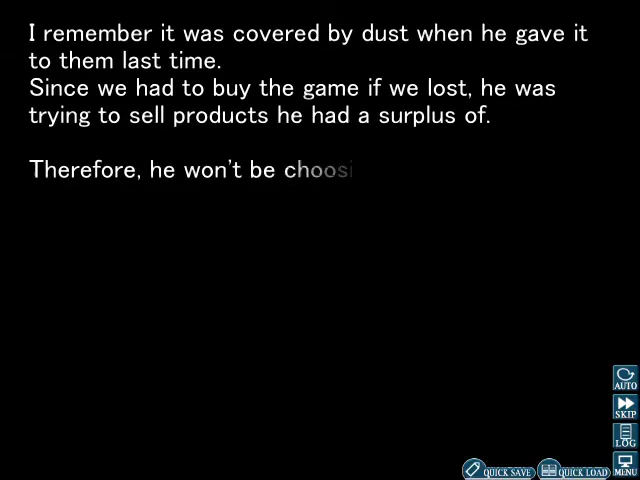 I remember it was covered by dust when he gave it
to them last time.
Since we had to buy the game if we lost, he was
trying to sell products he had a surplus of.
Therefore, he won't be choosi
AUTO
SKIP
LOG
MENU
QUICK SAVE
QUICK LOAD